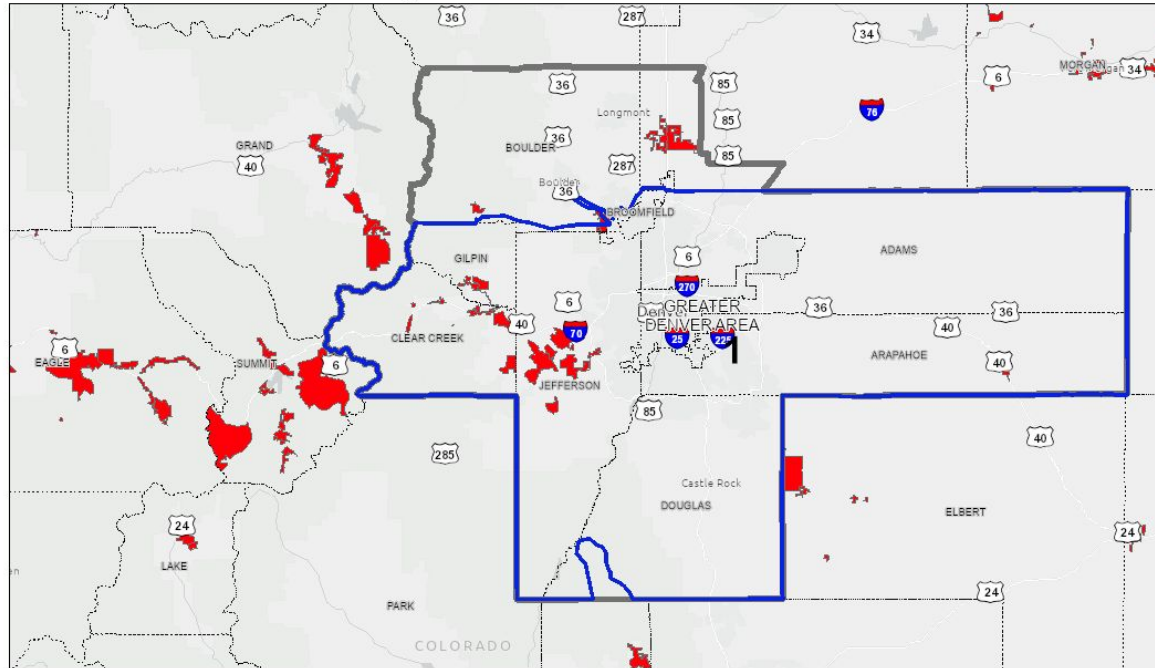 36
287
34
MORGAN
34
6
85
36
76
Longmont
85
GRAND
36
BOULDER
85
40
287
Boulder
36
BROOMFIELD
ADAMS
GILPIN
6
270
6
GREATER
36
36
40
70
DENVER AREA
40
CLEAR CREEK
25
22
1
6
EAGLE
SUMMIT
6
ARAPAHOE
40
JEFFERSON
85
40
285
Castle Rock
DOUGLAS
ELBERT
24
24
LAKE
24
PARK
COLORADO